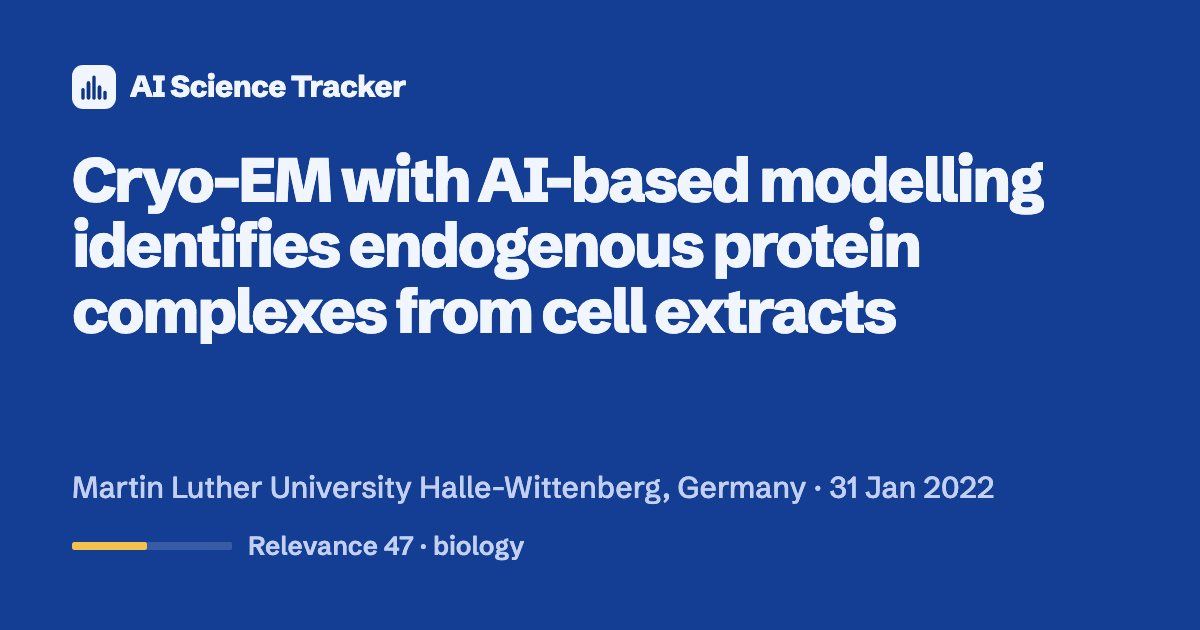 AI Science Tracker
Cryo-EM with AI-based modelling
identifies endogenous protein
complexes from cell extracts
Martin Luther University Halle-Wittenberg, Germany · 31 Jan 2022
Relevance 47 · biology